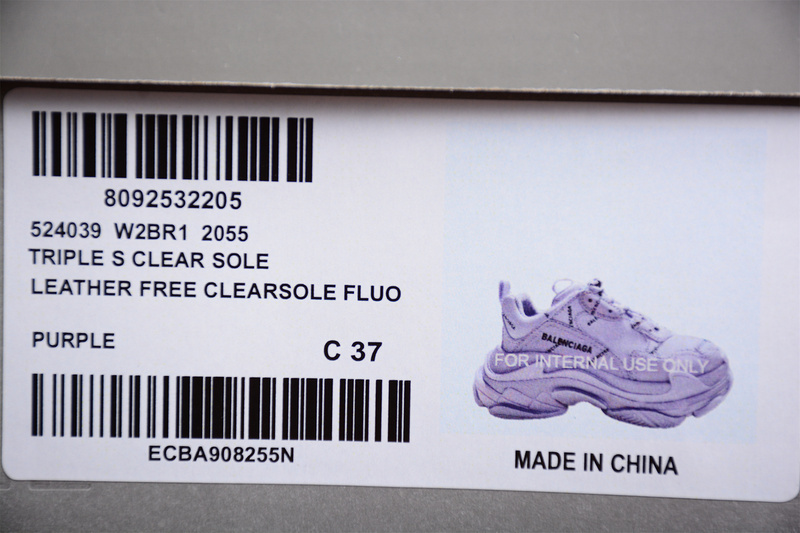 8092532205
524039 W2BR1 2055
TRIPLE S CLEAR SOLE
LEATHER FREE CLEARSOLE FLUO
PURPLE
C 37
ECBA908255N
BALENCIAGA
FOR INTERNAL USE ONLY
MADE IN CHINA